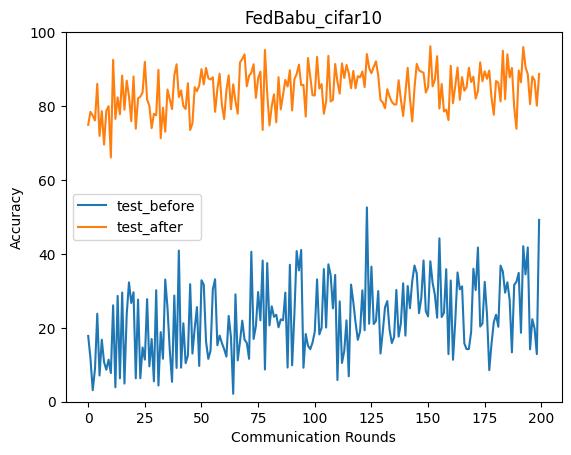 FedBabu_cifar10
100
80
60
40
20
0
Accuracy
test_before
test_after
0 25 50 75 100 125 150 175 200
Communication Rounds